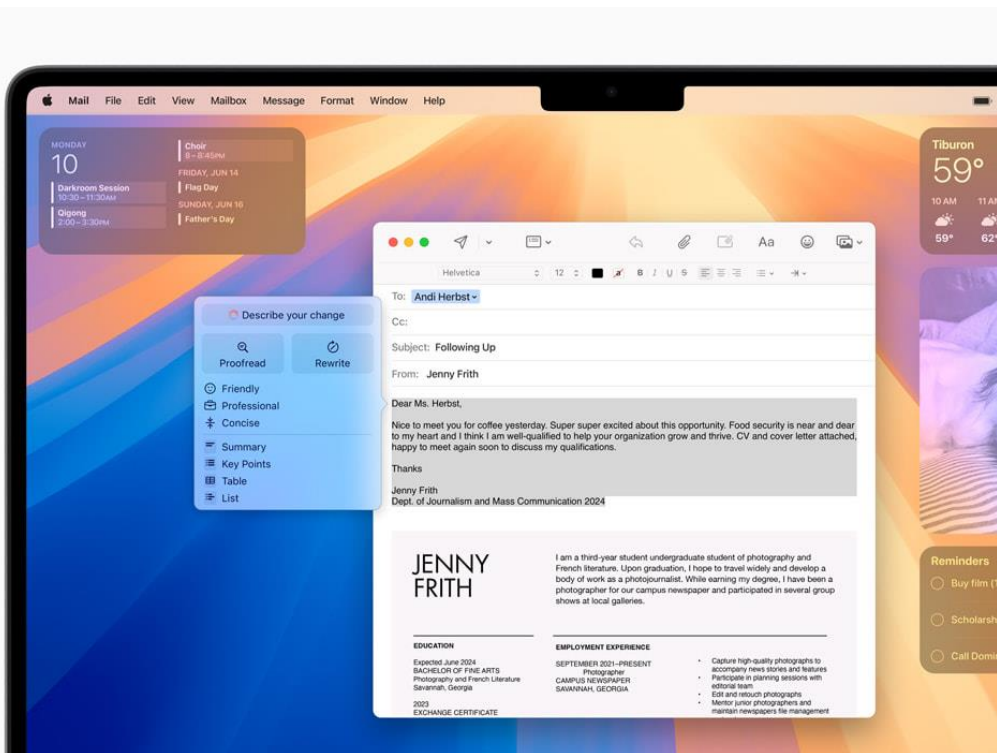 Mail File Edit View Mailbox Message Format Window Help
MONDAY
10
Darkroom Session
10:30–11:30AM
Qigong
2:00–3:30PM
Choir
8–8:45PM
FRIDAY, JUN 14
Flag Day
SUNDAY, JUN 16
Father's Day
Tiburon
59°
10 AM 11 AM
59° 62°
Aa
Helvetica 12 B I U S
To: Andi Herbst
Cc:
Subject: Following Up
From: Jenny Frith
Describe your change
Proofread Rewrite
Friendly
Professional
Concise
Summary
Key Points
Table
List
Dear Ms. Herbst,
Nice to meet you for coffee yesterday. Super super excited about this opportunity. Food security is near and dear
to my heart and I think I am well-qualified to help your organization grow and thrive. CV and cover letter attached,
happy to meet again soon to discuss my qualifications.
Thanks
Jenny Frith
Dept. of Journalism and Mass Communication 2024
JENNY
FRITH
I am a third-year student undergraduate student of photography and
French literature. Upon graduation, I hope to travel widely and develop a
body of work as a photojournalist. While earning my degree, I have been a
photographer for our campus newspaper and participated in several group
shows at local galleries.
EDUCATION
Expected June 2024
BACHELOR OF FINE ARTS
Photography and French Literature
Savannah, Georgia
2023
EXCHANGE CERTIFICATE
EMPLOYMENT EXPERIENCE
SEPTEMBER 2021–PRESENT
Photographer
CAMPUS NEWSPAPER
SAVANNAH, GEORGIA
• Capture high-quality photographs to
accompany news stories and features
• Participate in planning sessions with
editorial team
• Edit and retouch photographs
• Mentor junior photographers and
maintain newspapers file management
Reminders
Buy film (1
Scholarsh
Call Domi